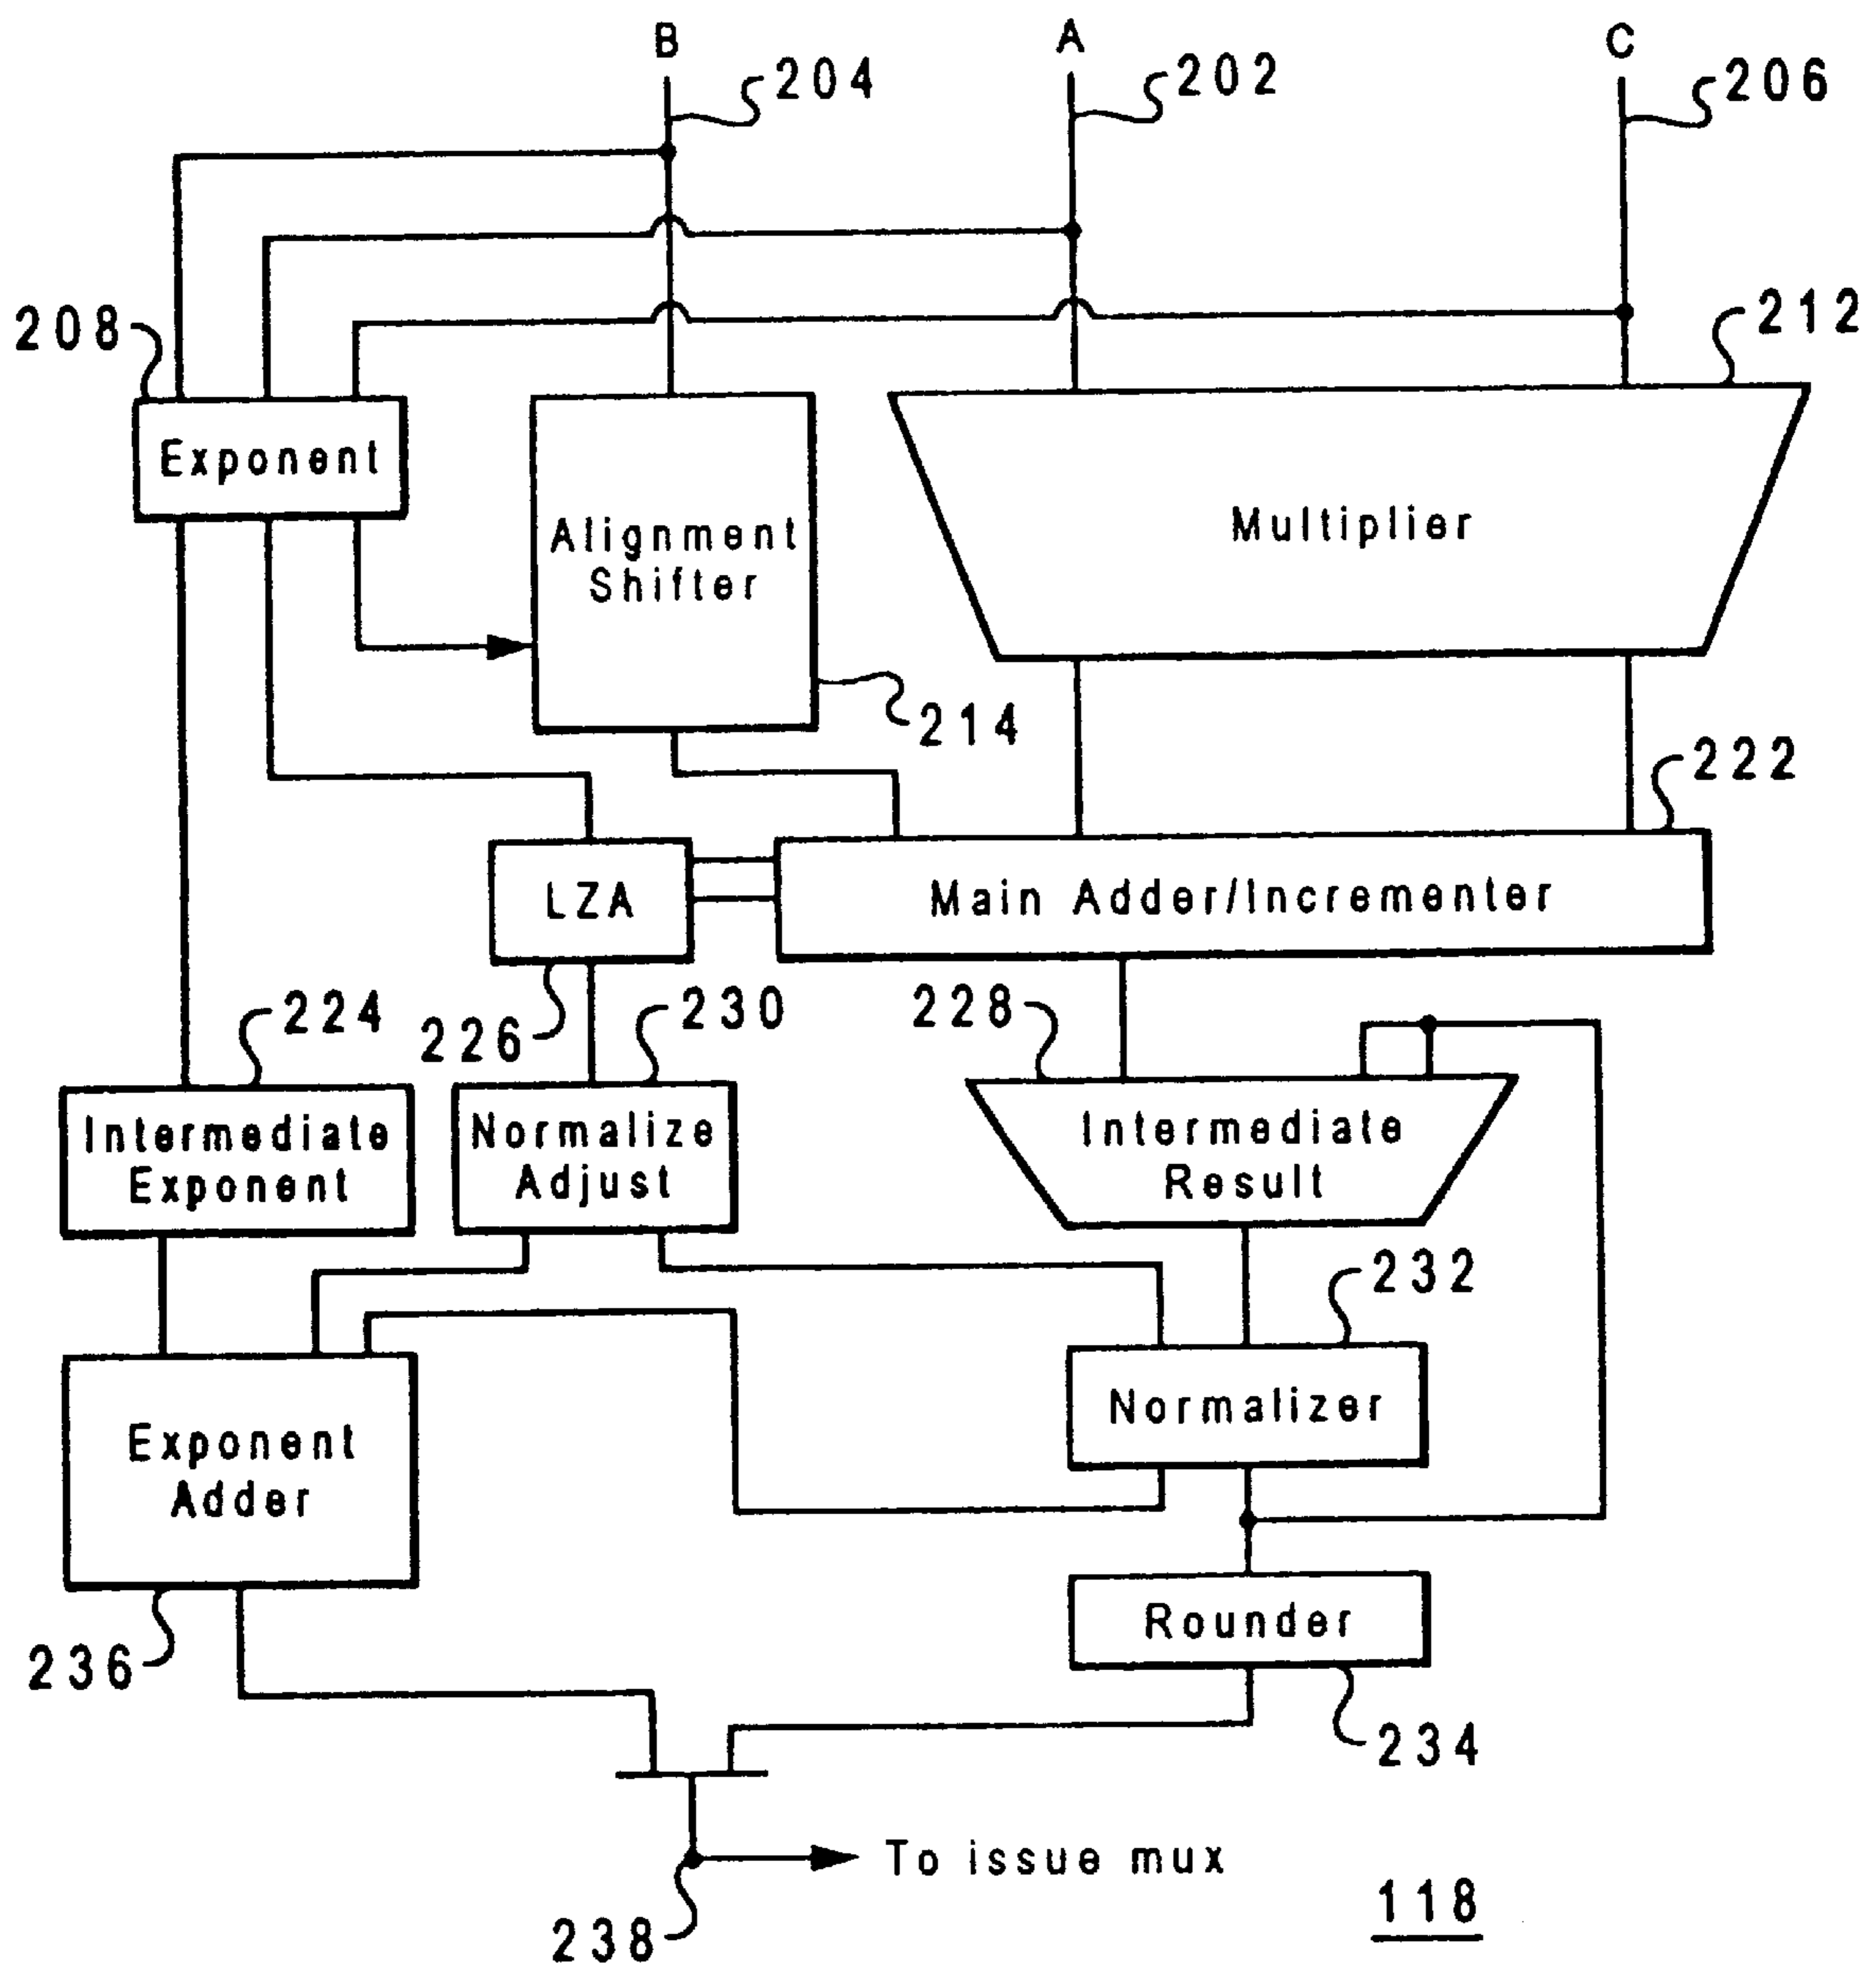 B
A
C
204
202
206
208
212
Exponent
Alignment
Shifter
Multiplier
214
222
LZA
Main Adder/Incrementer
224
226
230
228
Intermediate
Exponent
Normalize
Adjust
Intermediate
Result
232
Exponent
Adder
Normalizer
Rounder
236
234
To issue mux
238
118